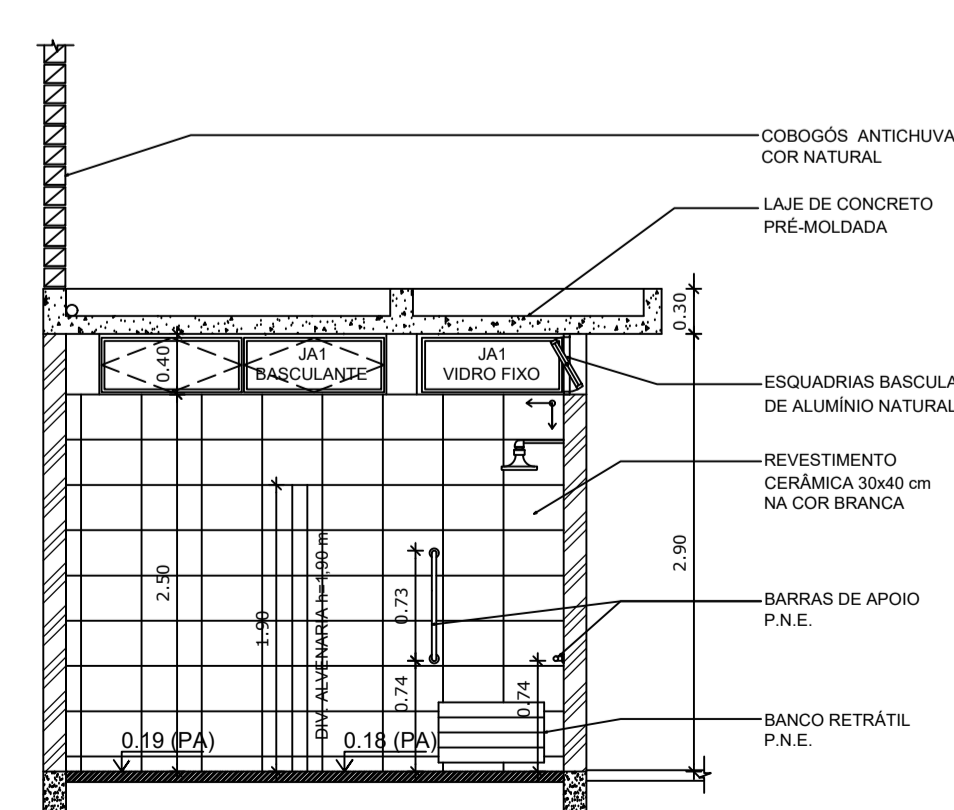 COBOGÓS ANTICHUVA
COR NATURAL
LAJE DE CONCRETO
PRÉ-MOLDADA
0.30
0.40
JA1
BASCULANTE
JA1
VIDRO FIXO
ESQUADRIAS BASCULA
DE ALUMÍNIO NATURAL
REVESTIMENTO
CERÂMICA 30x40 cm
NA COR BRANCA
2.50
1.90
DIV. ALVENARIA h=1,90 m
0.73
2.90
BARRAS DE APOIO
P.N.E.
0.74
0.74
BANCO RETRÁTIL
P.N.E.
0.19 (PA)
0.18 (PA)